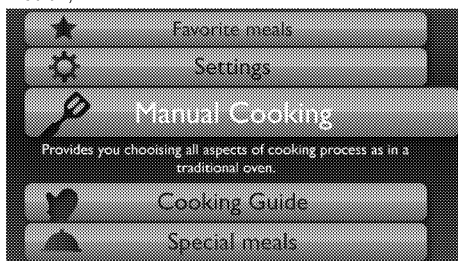 Favorite meals
Settings
Manual Cooking
Provides you chooising all aspects of cooking process as in a
traditional oven.
Cooking Guide
Special meals